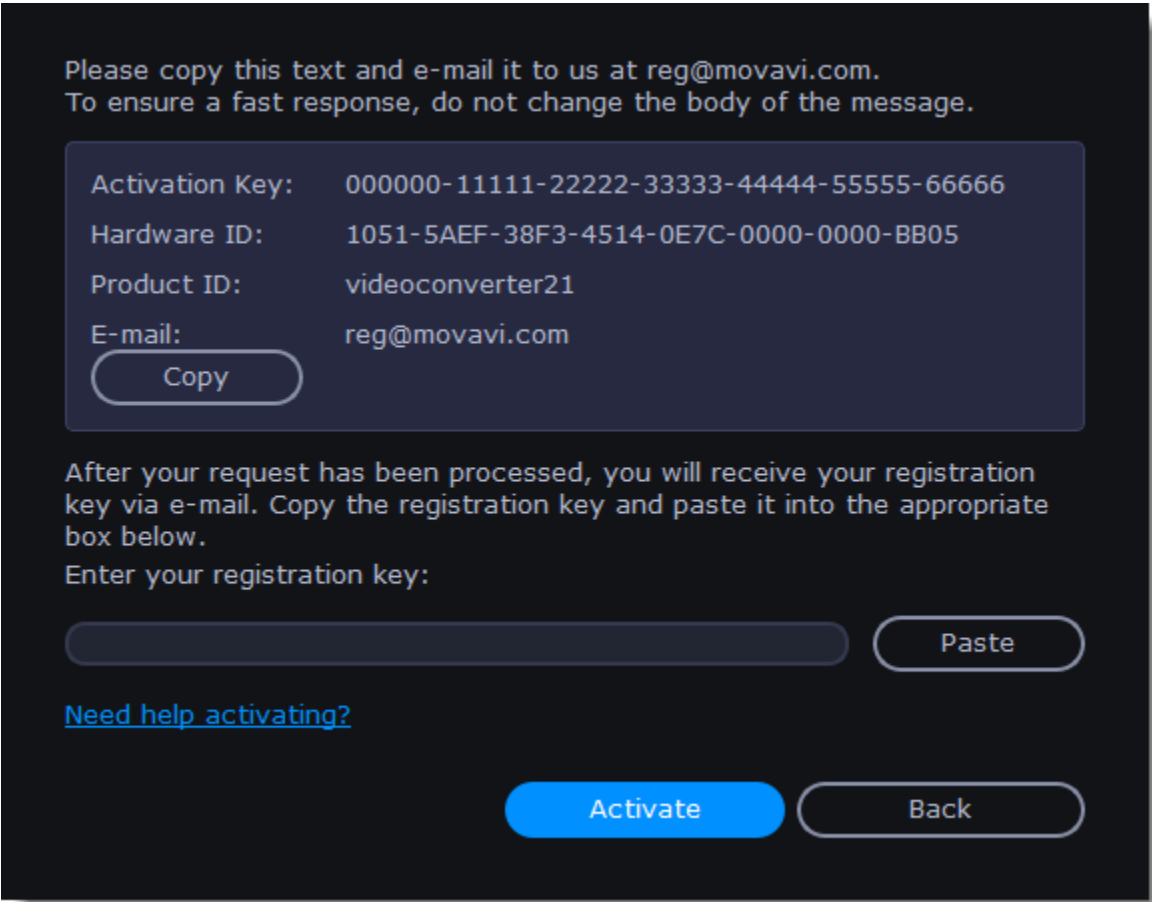 Please copy this text and e-mail it to us at reg@movavi.com.
To ensure a fast response, do not change the body of the message.
Activation Key: 000000-11111-22222-33333-44444-55555-66666
Hardware ID: 1051-5AEF-38F3-4514-0E7C-0000-0000-BB05
Product ID: videoconverter21
E-mail: reg@movavi.com
Copy
After your request has been processed, you will receive your registration
key via e-mail. Copy the registration key and paste it into the appropriate
box below.
Enter your registration key:
Paste
Need help activating?
Activate Back